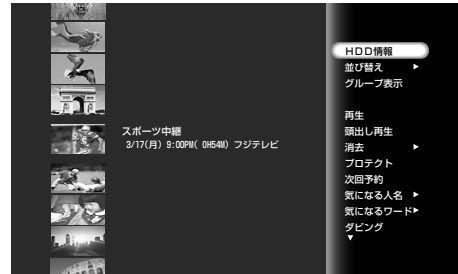 スポーツ中継
3/17(月) 9:00PM( 0H54M) フジテレビ
HDD情報
並び替え ▶
グループ表示
再生
頭出し再生
消去 ▶
プロテクト
次回予約
気になる人名 ▶
気になるワード▶
ダビング
▼